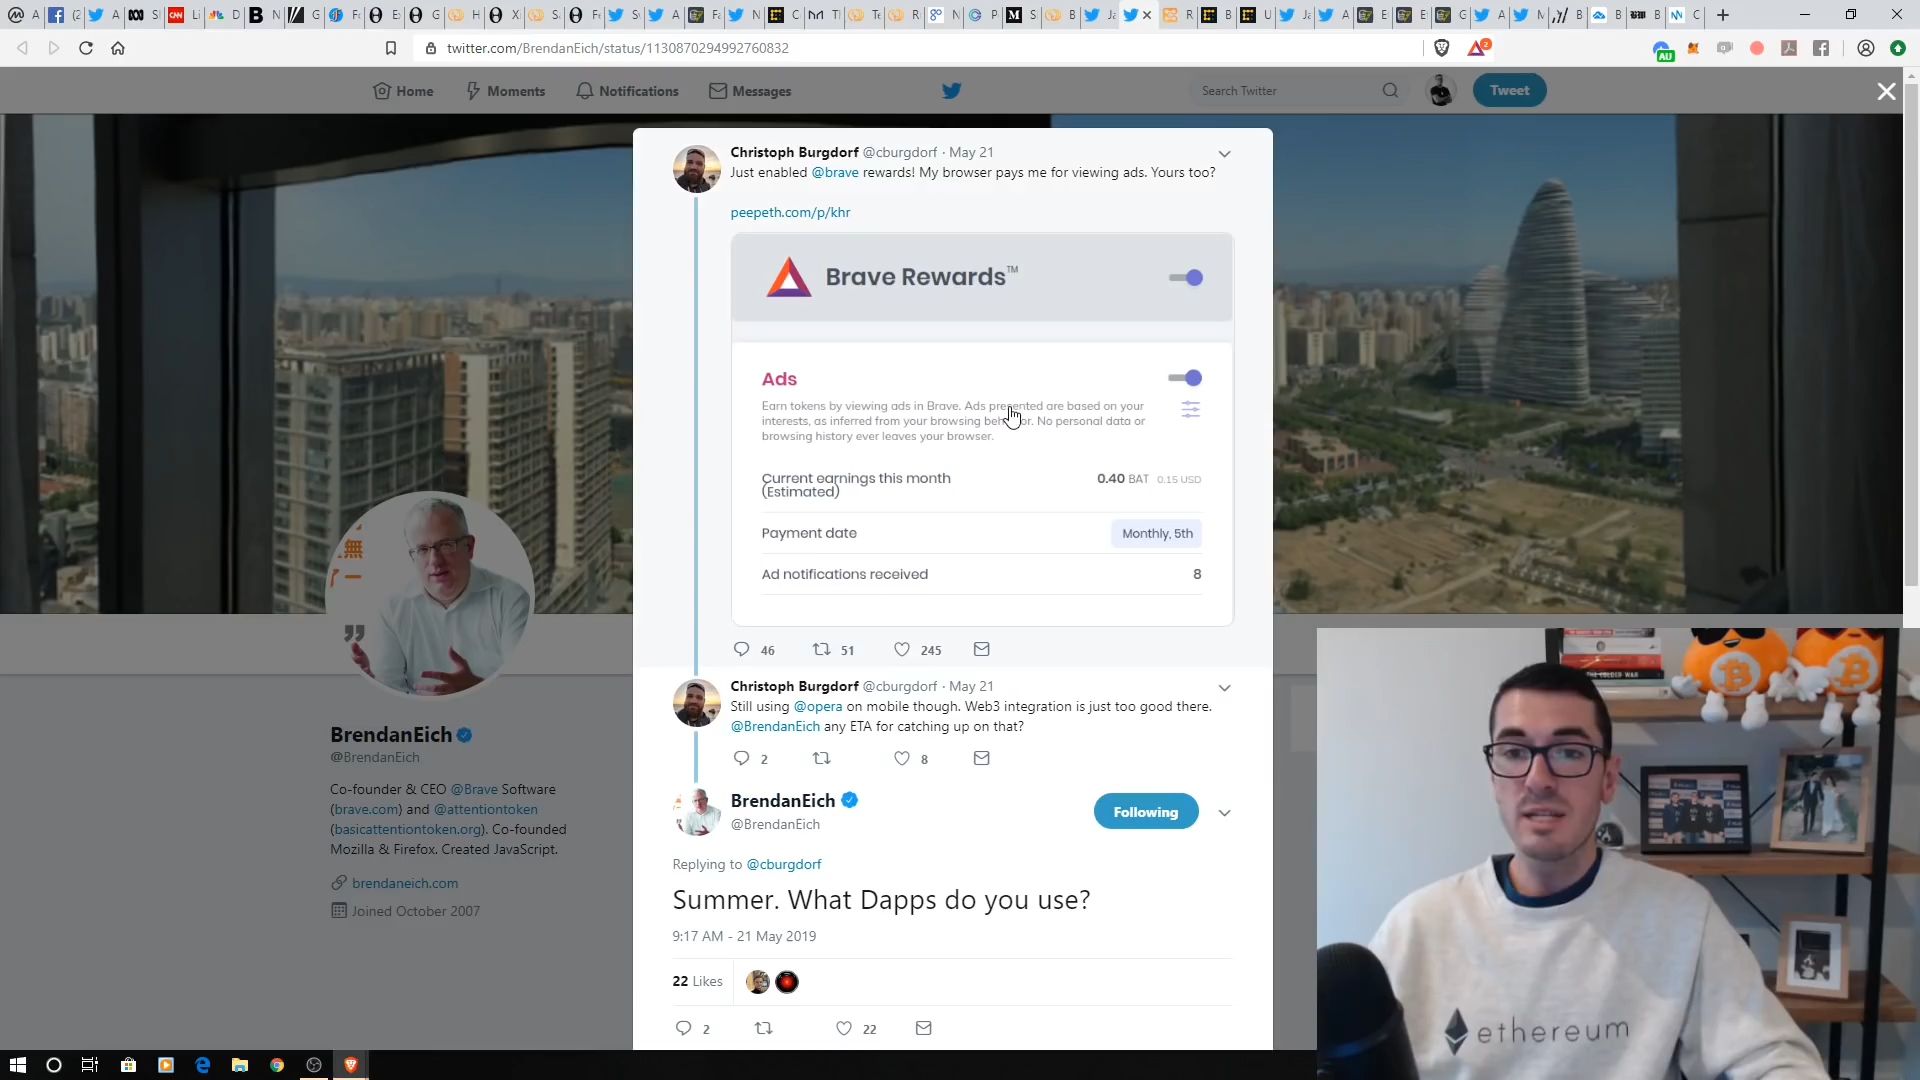 twitter.com/BrendanEich/status/1130870294992760832
2
AU
Home
Moments
Notifications
Messages
Search Twitter
Tweet
Christoph Burgdorf @cburgdorf · May 21
Just enabled @brave rewards! My browser pays me for viewing ads. Yours too?
peepeth.com/p/khr
Brave Rewards™
Ads
Earn tokens by viewing ads in Brave. Ads presented are based on your
interests, as inferred from your browsing behavior. No personal data or
browsing history ever leaves your browser.
Current earnings this month
(Estimated)
0.40 BAT 0.15 USD
Payment date
Monthly, 5th
Ad notifications received
8
46
51
245
Christoph Burgdorf @cburgdorf · May 21
Still using @opera on mobile though. Web3 integration is just too good there.
@BrendanEich any ETA for catching up on that?
2
8
BrendanEich
@BrendanEich
Following
Replying to @cburgdorf
Summer. What Dapps do you use?
9:17 AM - 21 May 2019
22 Likes
2
22
BrendanEich
@BrendanEich
Co-founder & CEO @Brave Software
(brave.com) and @attentiontoken
(basicattentiontoken.org). Co-founded
Mozilla & Firefox. Created JavaScript.
brendaneich.com
Joined October 2007
ethereum